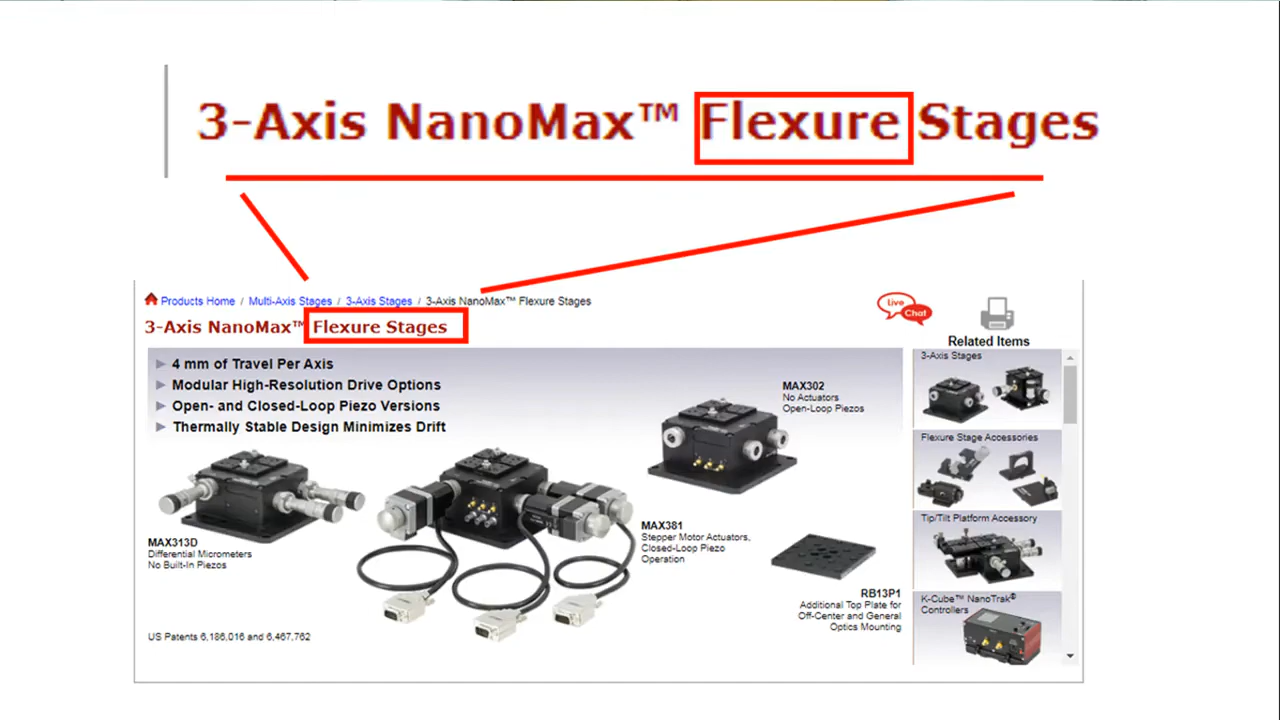 3-Axis NanoMax™ Flexure Stages
Products Home / Multi-Axis Stages / 3-Axis Stages / 3-Axis NanoMax™ Flexure Stages
3-Axis NanoMax™ Flexure Stages
Live
Chat
Related Items
4 mm of Travel Per Axis
Modular High-Resolution Drive Options
Open- and Closed-Loop Piezo Versions
Thermally Stable Design Minimizes Drift
MAX302
No Actuators
Open-Loop Piezos
MAX313D
Differential Micrometers
No Built-In Piezos
MAX381
Stepper Motor Actuators,
Closed-Loop Piezo
Operation
RB13P1
Additional Top Plate for
Off-Center and General
Optics Mounting
US Patents 6,186,016 and 6,467,762
3-Axis Stages
Flexure Stage Accessories
Tip/Tilt Platform Accessory
K-Cube™ NanoTrak®
Controllers